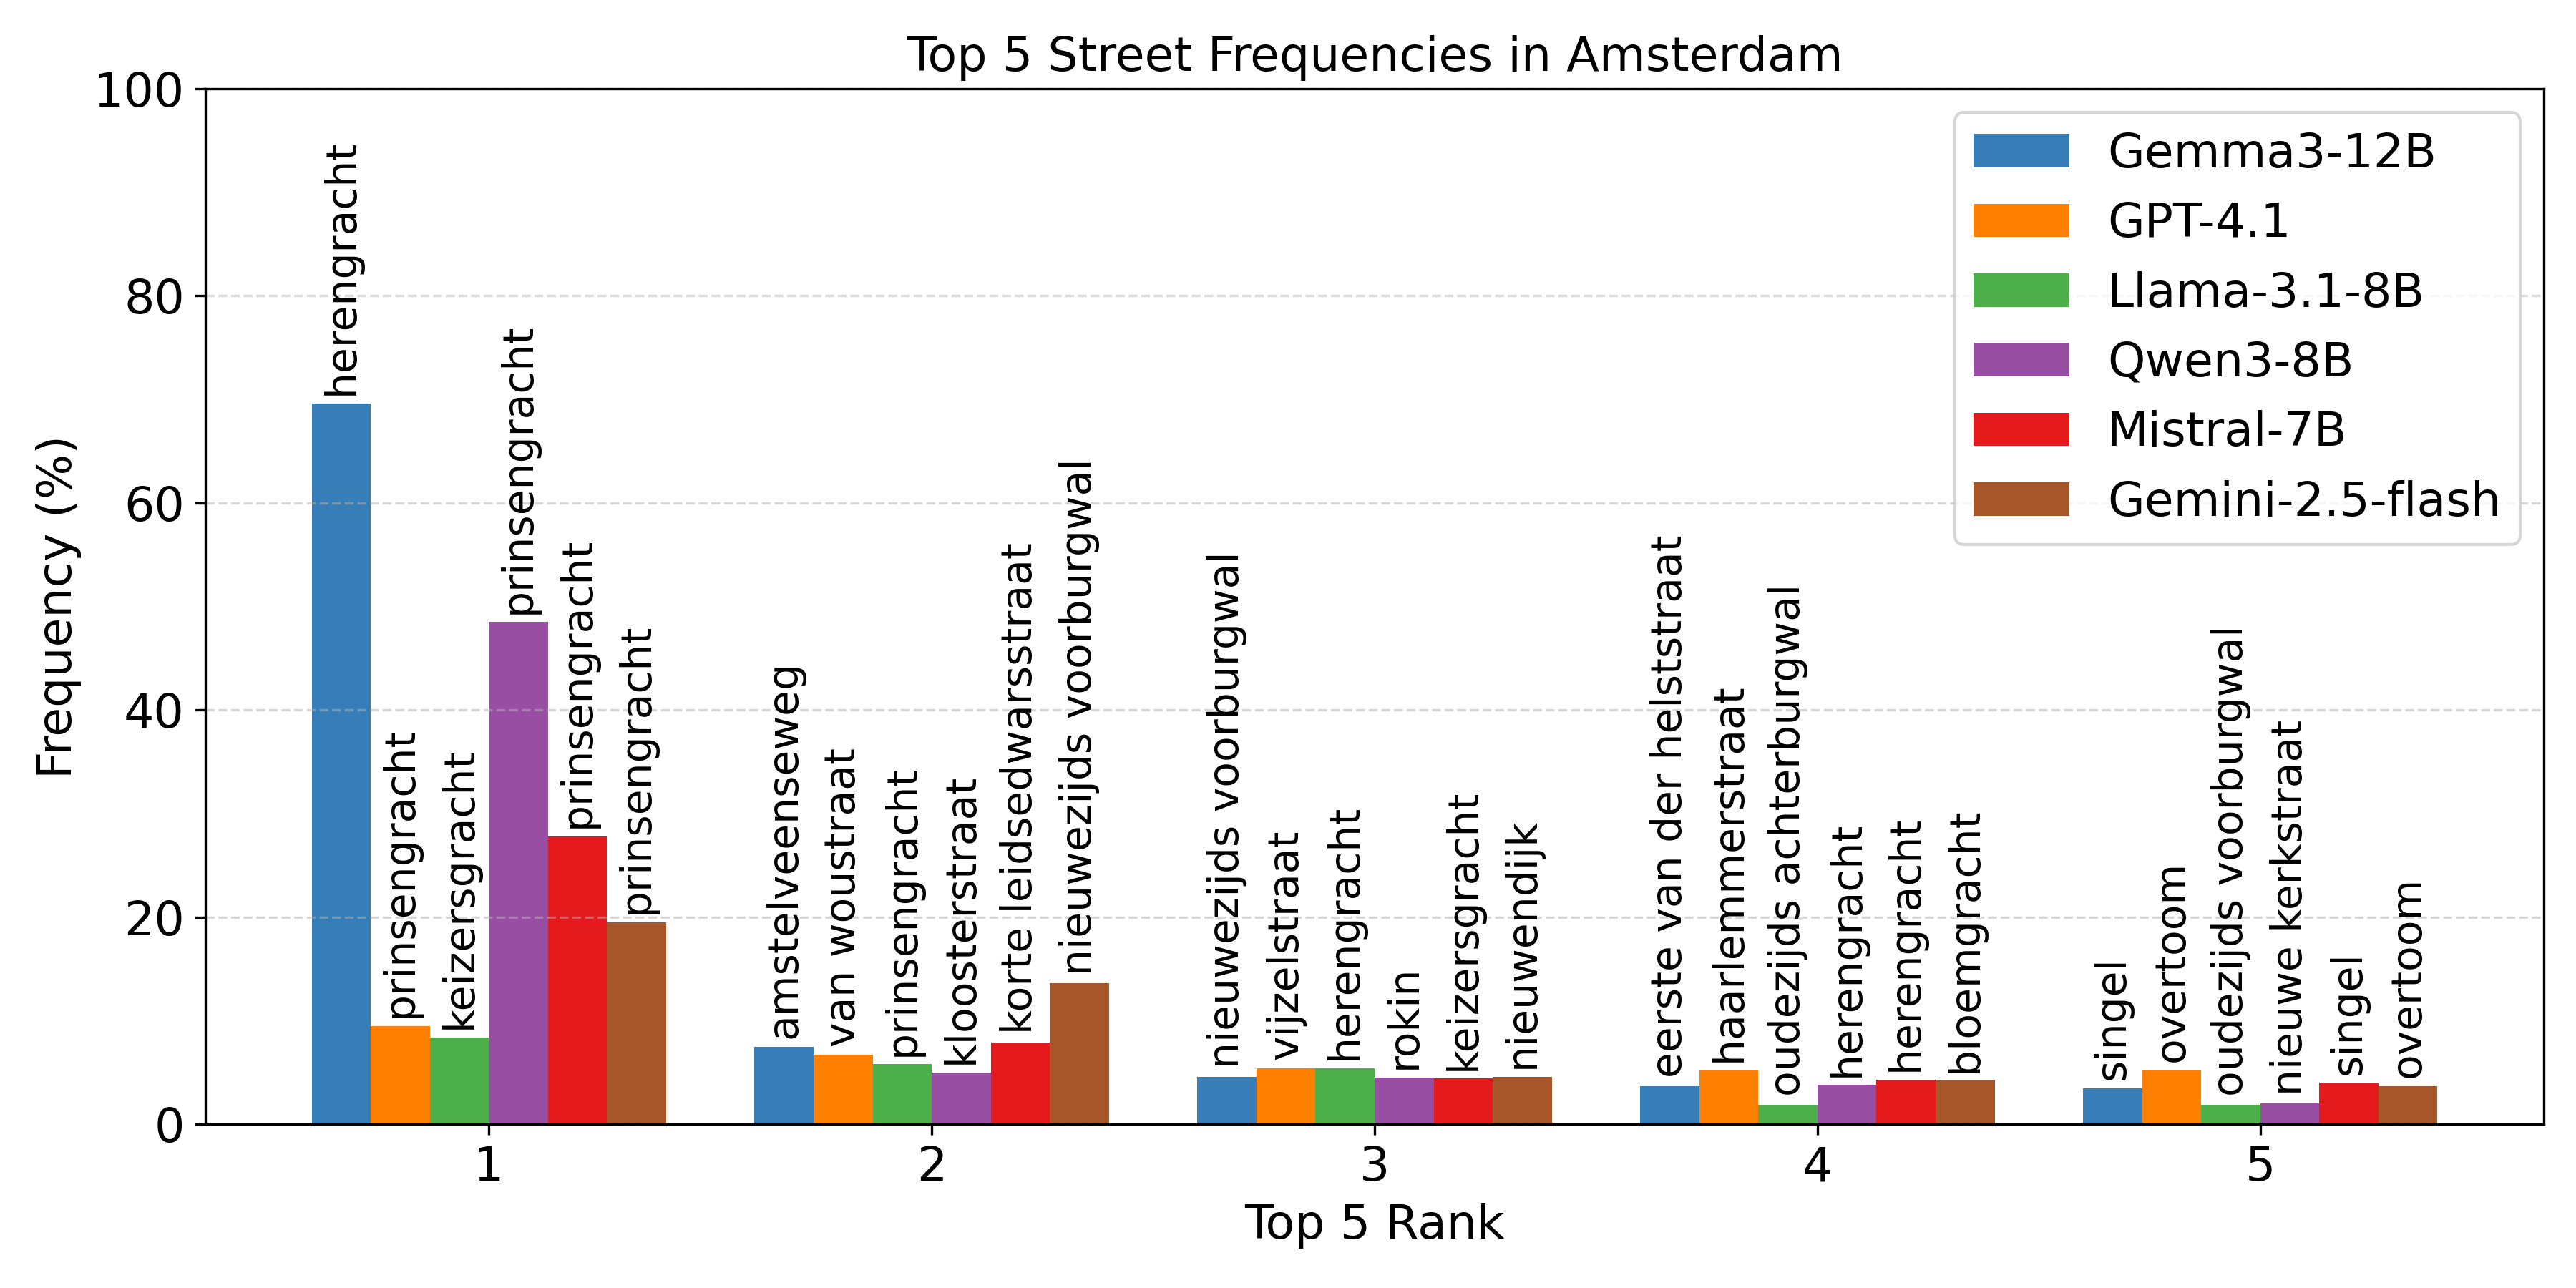 Top 5 Street Frequencies in Amsterdam
Frequency (%)
100
80
60
40
20
0
herengracht
prinsengracht
keizersgracht
prinsengracht
prinsengracht
prinsengracht
amstelveenseweg
van woustraat
prinsengracht
kloosterstraat
korte leidsedwarsstraat
nieuwezijds voorburgwal
nieuwezijds voorburgwal
vijzelstraat
herengracht
rokin
keizersgracht
nieuwendijk
eerste van der helststraat
haarlemmerstraat
oudezijds achterburgwal
herengracht
herengracht
bloemgracht
singel
overtoom
oudezijds voorburgwal
nieuwe kerkstraat
singel
overtoom
Gemma3-12B
GPT-4.1
Llama-3.1-8B
Qwen3-8B
Mistral-7B
Gemini-2.5-flash
1
2
3
4
5
Top 5 Rank